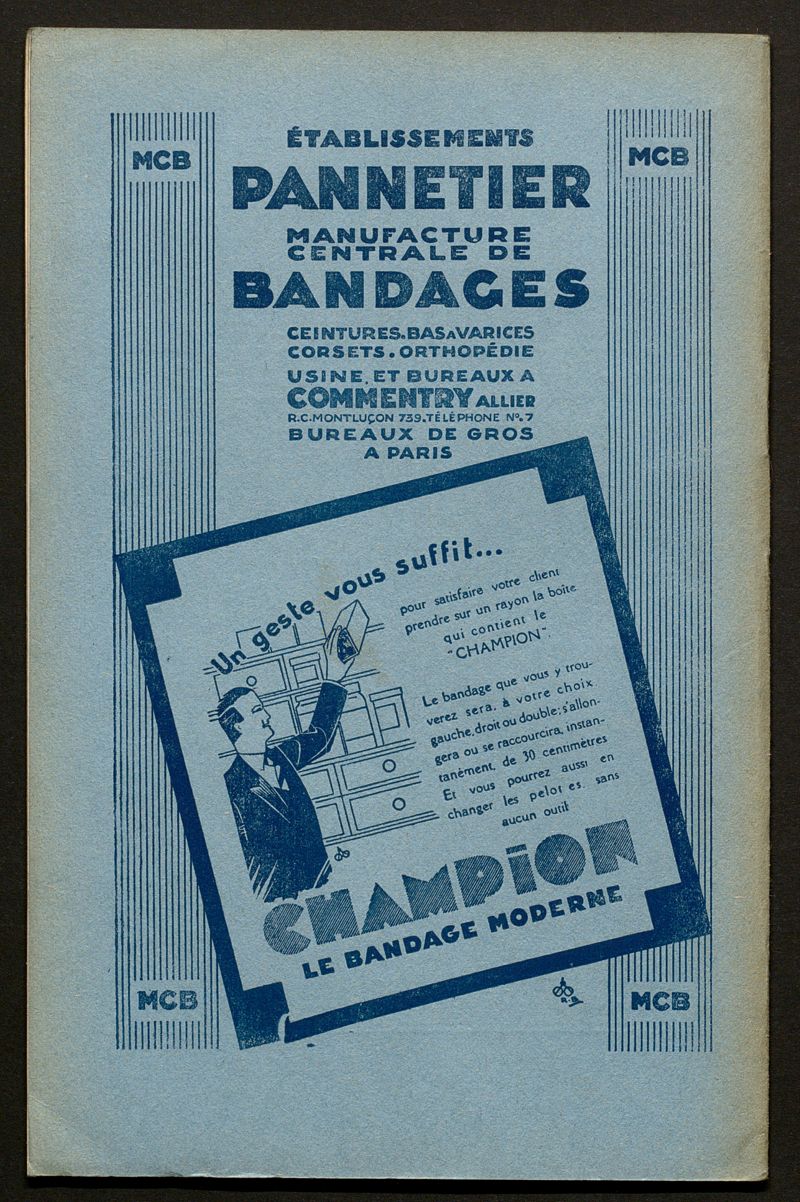 MCB
MCB
ÉTABLISSEMENTS
PANNETIER
MANUFACTURE
CENTRALE DE
BANDAGES
CEINTURES.BAS A VARICES
CORSETS.ORTHOPÉDIE
USINE.ET BUREAUX A
COMMENTRY ALLIER
R.C.MONTLUÇON 739.TÉLÉPHONE Nº.7
BUREAUX DE GROS
A PARIS
Un geste vous suffit...
pour satisfaire votre client
prendre sur un rayon la boîte
qui contient le
"CHAMPION".
Le bandage que vous y trou-
verez sera, à votre choix,
gauche, droit ou double; s'allon-
gera ou se raccourcira, instan-
tanément, de 30 centimètres
Et vous pourrez aussi en
changer les pelotes, sans
aucun outil
CHAMPION
LE BANDAGE MODERNE
MCB
R.B.
MCB